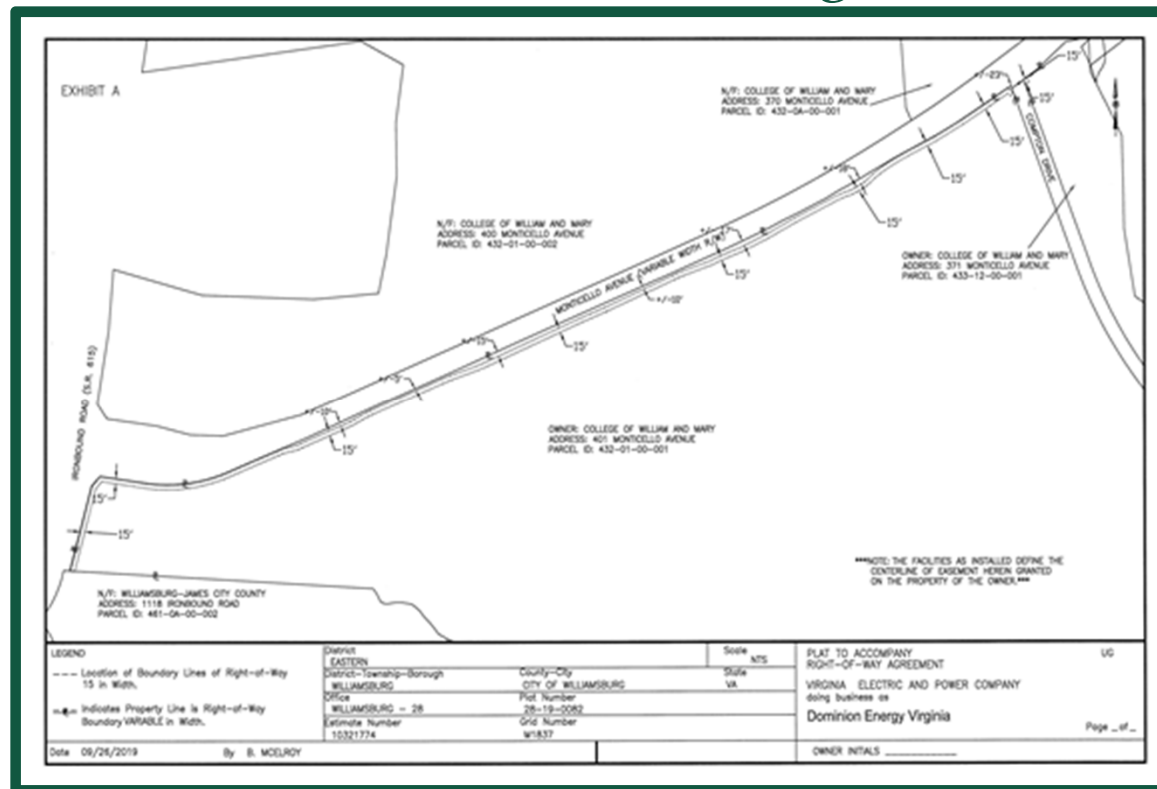 EXHIBIT A
N/F: COLLEGE OF WILLIAM AND MARY
ADDRESS: 370 MONTICELLO AVENUE
PARCEL ID: 432-0A-00-001
+/-23'
15'
15'
15'
COMPTON DRIVE
15'
15'
N/F: COLLEGE OF WILLIAM AND MARY
ADDRESS: 400 MONTICELLO AVENUE
PARCEL ID: 432-01-00-002
OWNER: COLLEGE OF WILLIAM AND MARY
ADDRESS: 371 MONTICELLO AVENUE
PARCEL ID: 433-12-00-001
MONTICELLO AVENUE (VARIABLE WIDTH R/W)
15'
+/-10'
15'
+/-15'
+/-5'
+/-10'
15'
IRONBOUND ROAD (S.R. 615)
OWNER: COLLEGE OF WILLIAM AND MARY
ADDRESS: 401 MONTICELLO AVENUE
PARCEL ID: 432-01-00-001
15'
15'
***NOTE: THE FACILITIES AS INSTALLED DEFINE THE
CENTERLINE OF EASEMENT HEREIN GRANTED
ON THE PROPERTY OF THE OWNER.***
N/F: WILLIAMSBURG-JAMES CITY COUNTY
ADDRESS: 1118 IRONBOUND ROAD
PARCEL ID: 461-0A-00-002
LEGEND
Location of Boundary Lines of Right-of-Way
15 in Width.
Indicates Property Line is Right-of-Way
Boundary VARIABLE in Width.
District
EASTERN
Scale
NTS
District-Township-Borough
WILLIAMSBURG
County-City
CITY OF WILLIAMSBURG
State
VA
Office
WILLIAMSBURG - 28
Plat Number
28-19-0082
Estimate Number
10321774
Grid Number
W1837
PLAT TO ACCOMPANY
RIGHT-OF-WAY AGREEMENT
UG
VIRGINIA ELECTRIC AND POWER COMPANY
doing business as
Dominion Energy Virginia
Page _of_
Date 09/26/2019 By B. MCELROY
OWNER INITIALS ____________